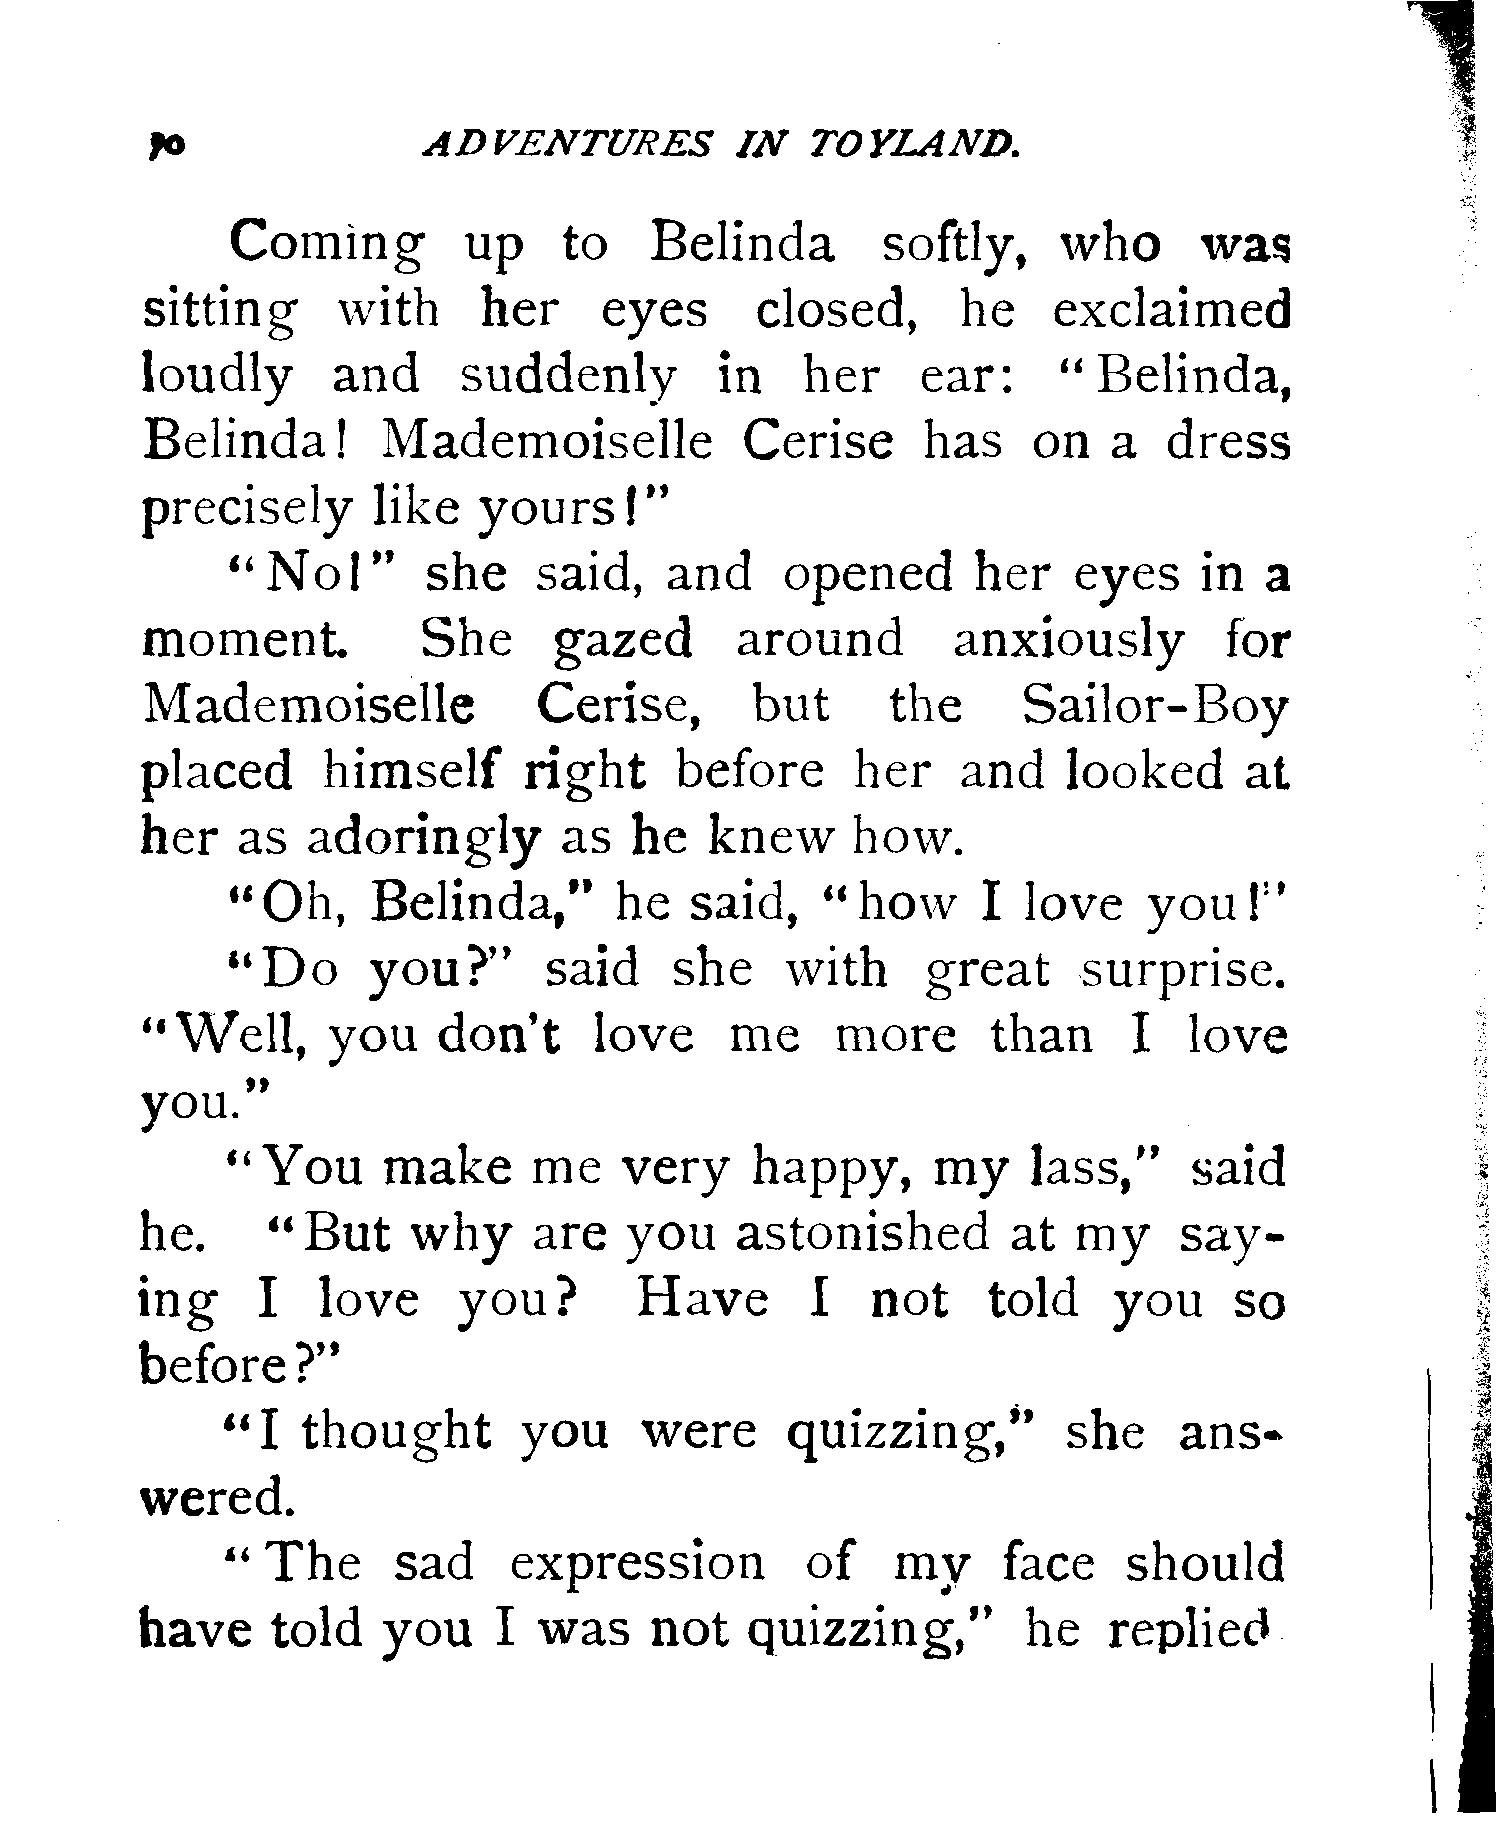 ADVENTURES IN TOYLAND.
Coming up to Belinda softly, who was
sitting with her eyes closed, he exclaimed
loudly and suddenly in her ear: "Belinda,
Belinda! Mademoiselle Cerise has on a dress
precisely like yours!"
"No!" she said, and opened her eyes in a
moment. She gazed around anxiously for
Mademoiselle Cerise, but the Sailor-Boy
placed himself right before her and looked at
her as adoringly as he knew how.
"Oh, Belinda," he said, "how I love you!"
"Do you?" said she with great surprise.
"Well, you don't love me more than I love
you."
"You make me very happy, my lass," said
he. "But why are you astonished at my say-
ing I love you? Have I not told you so
before?"
"I thought you were quizzing," she ans-
wered.
"The sad expression of my face should
have told you I was not quizzing," he replied